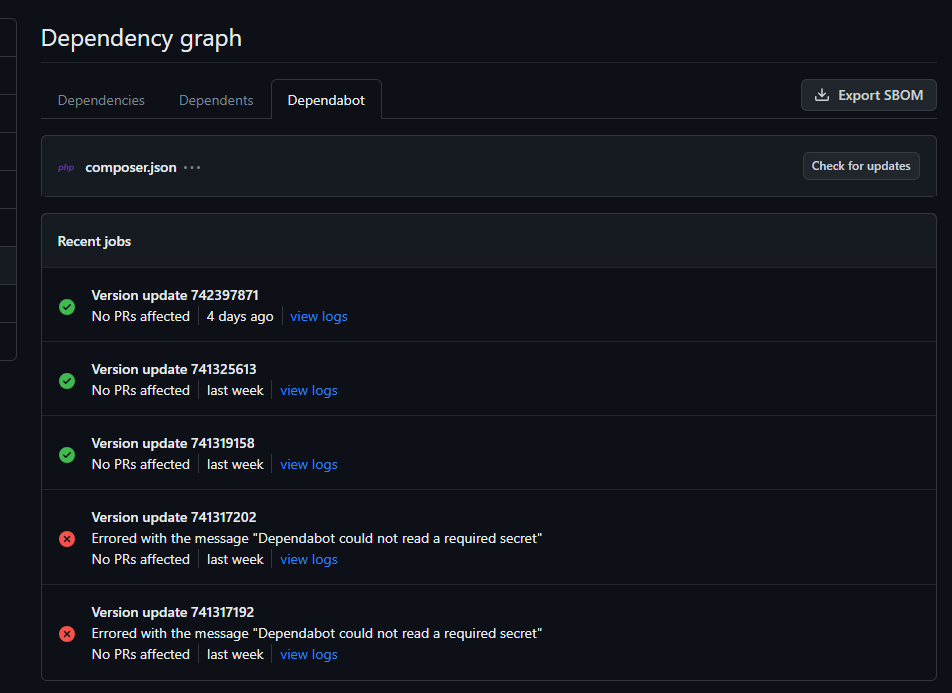 Dependency graph
Dependencies Dependents Dependabot Export SBOM
php composer.json ··· Check for updates
Recent jobs
Version update 742397871
No PRs affected 4 days ago view logs
Version update 741325613
No PRs affected last week view logs
Version update 741319158
No PRs affected last week view logs
Version update 741317202
Errored with the message "Dependabot could not read a required secret"
No PRs affected last week view logs
Version update 741317192
Errored with the message "Dependabot could not read a required secret"
No PRs affected last week view logs